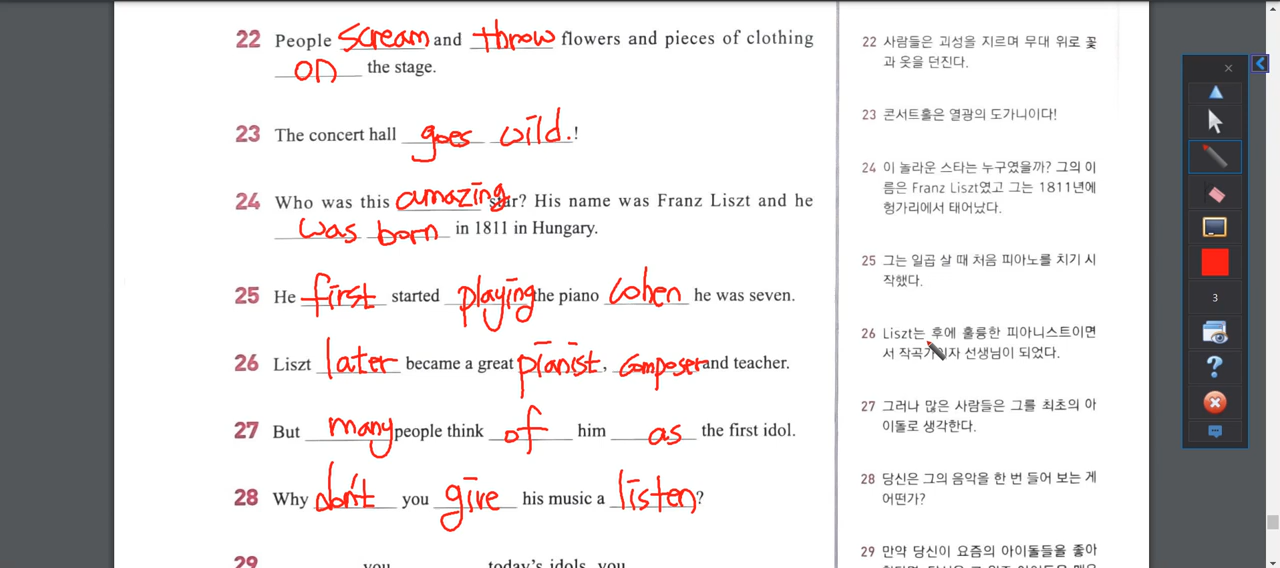 22 People scream and throw flowers and pieces of clothing
on the stage.
23 The concert hall goes wild.!
24 Who was this amazing star? His name was Franz Liszt and he
was born in 1811 in Hungary.
25 He first started playing the piano when he was seven.
26 Liszt later became a great pianist, composer and teacher.
27 But many people think of him as the first idol.
28 Why don't you give his music a listen?
29 you today's idols, you
22 사람들은 괴성을 지르며 무대 위로 꽃
과 옷을 던진다.
23 콘서트홀은 열광의 도가니이다!
24 이 놀라운 스타는 누구였을까? 그의 이
름은 Franz Liszt였고 그는 1811년에
헝가리에서 태어났다.
25 그는 일곱 살 때 처음 피아노를 치기 시
작했다.
26 Liszt는 후에 훌륭한 피아니스트이면
서 작곡가이자 선생님이 되었다.
27 그러나 많은 사람들은 그를 최초의 아
이돌로 생각한다.
28 당신은 그의 음악을 한 번 들어 보는 게
어떤가?
29 만약 당신이 요즘의 아이돌들을 좋아
3